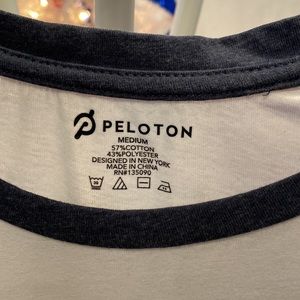 PELOTON
MEDIUM
57%COTTON
43%POLYESTER
DESIGNED IN NEW YORK
MADE IN CHINA
RN#135090